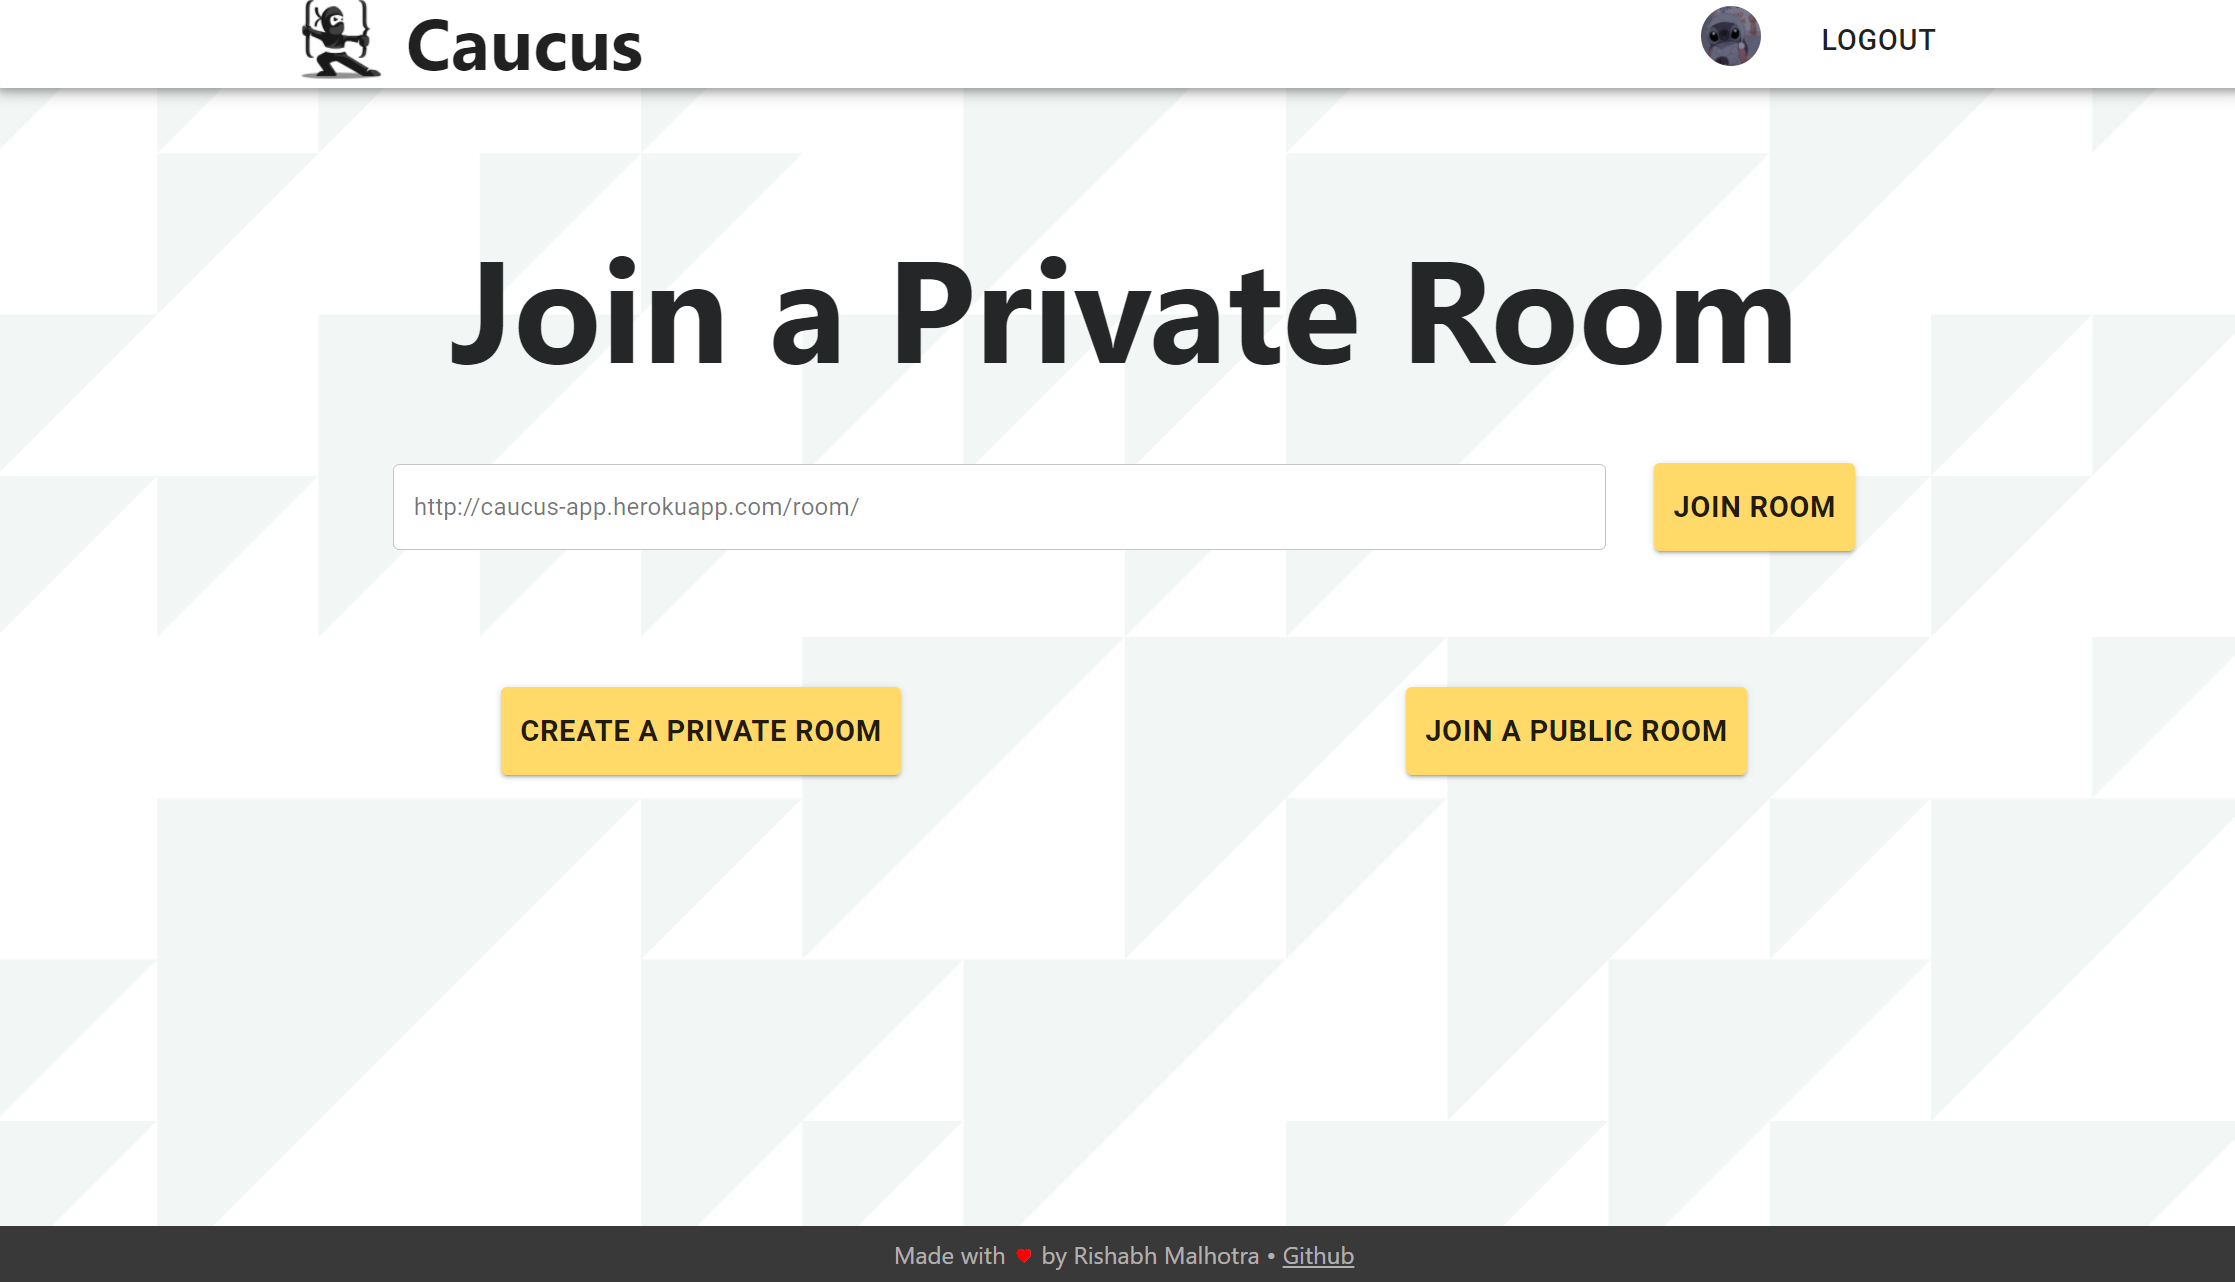 Caucus
LOGOUT
Join a Private Room
http://caucus-app.herokuapp.com/room/
JOIN ROOM
CREATE A PRIVATE ROOM
JOIN A PUBLIC ROOM
Made with ♥ by Rishabh Malhotra • Github